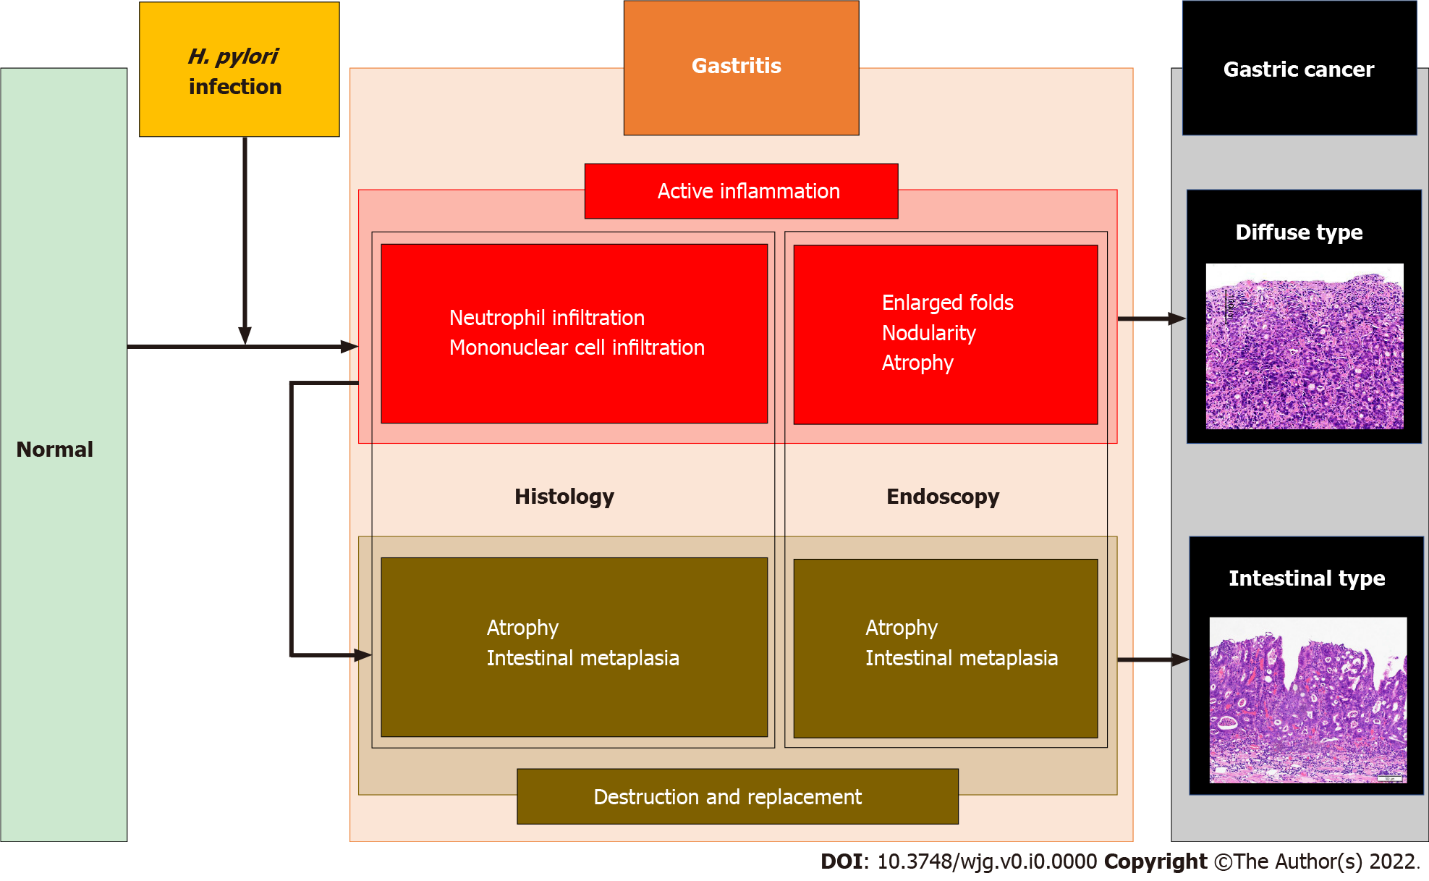 H. pylori
infection
Gastritis
Gastric cancer
Active inflammation
Diffuse type
Neutrophil infiltration
Mononuclear cell infiltration
Enlarged folds
Nodularity
Atrophy
Normal
Histology
Endoscopy
Intestinal type
Atrophy
Intestinal metaplasia
Atrophy
Intestinal metaplasia
Destruction and replacement
DOI: 10.3748/wjg.v0.i0.0000 Copyright ©The Author(s) 2022.